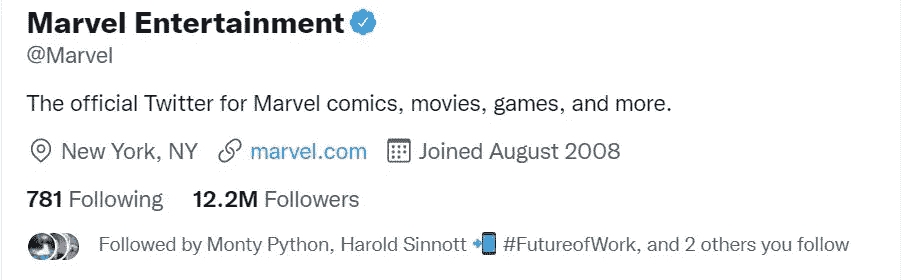 Marvel Entertainment
@Marvel
The official Twitter for Marvel comics, movies, games, and more.
New York, NY marvel.com Joined August 2008
781 Following 12.2M Followers
Followed by Monty Python, Harold Sinnott 📲 #FutureofWork, and 2 others you follow